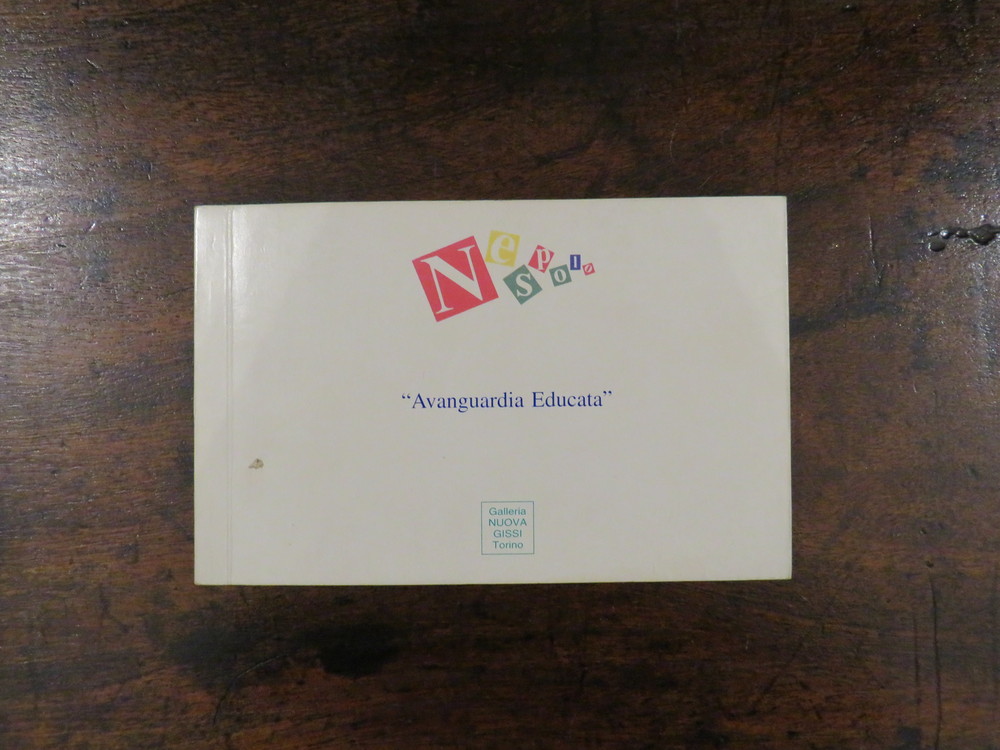 Nespolo
“Avanguardia Educata”
Galleria
NUOVA
GISSI
Torino